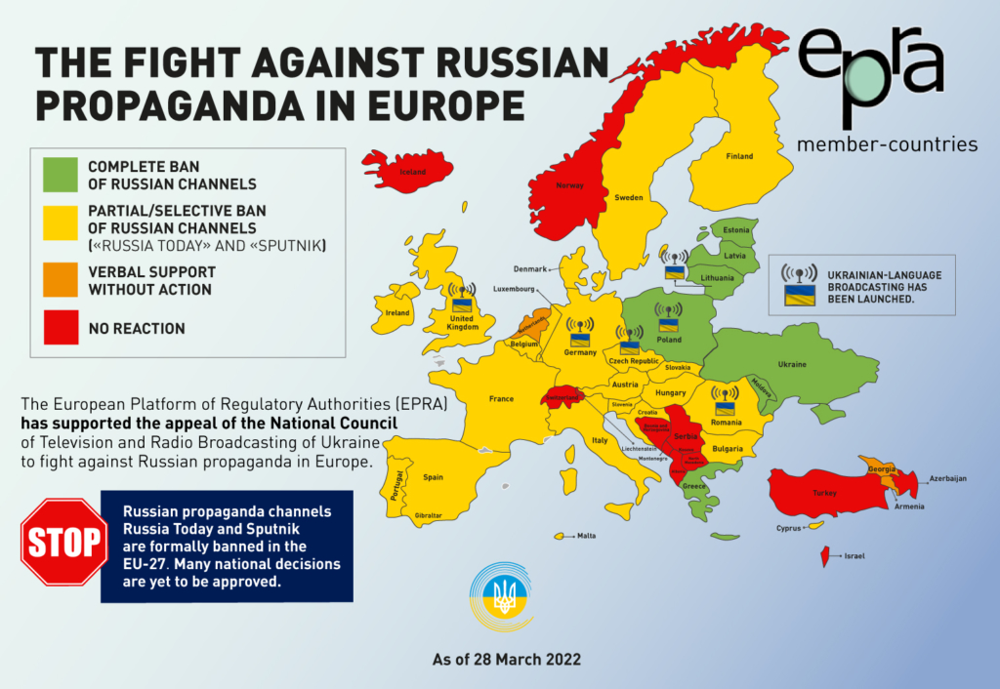 THE FIGHT AGAINST RUSSIAN
PROPAGANDA IN EUROPE
epra
member-countries
COMPLETE BAN
OF RUSSIAN CHANNELS
PARTIAL/SELECTIVE BAN
OF RUSSIAN CHANNELS
(«RUSSIA TODAY» AND «SPUTNIK)
VERBAL SUPPORT
WITHOUT ACTION
NO REACTION
UKRAINIAN-LANGUAGE
BROADCASTING HAS
BEEN LAUNCHED.
Iceland
Norway
Sweden
Finland
Estonia
Latvia
Lithuania
Denmark
Luxembourg
Ireland
United
Kingdom
Netherlands
Belgium
Germany
Poland
Czech Republic
Slovakia
Ukraine
Moldova
France
Switzerland
Austria
Hungary
Slovenia
Croatia
Romania
Italy
Bosnia and
Herzegovina
Serbia
Liechtenstein
Montenegro
Bulgaria
Greece
Portugal
Spain
Gibraltar
Malta
Turkey
Georgia
Azerbaijan
Armenia
Cyprus
Israel
The European Platform of Regulatory Authorities (EPRA)
has supported the appeal of the National Council
of Television and Radio Broadcasting of Ukraine
to fight against Russian propaganda in Europe.
STOP
Russian propaganda channels
Russia Today and Sputnik
are formally banned in the
EU-27. Many national decisions
are yet to be approved.
As of 28 March 2022